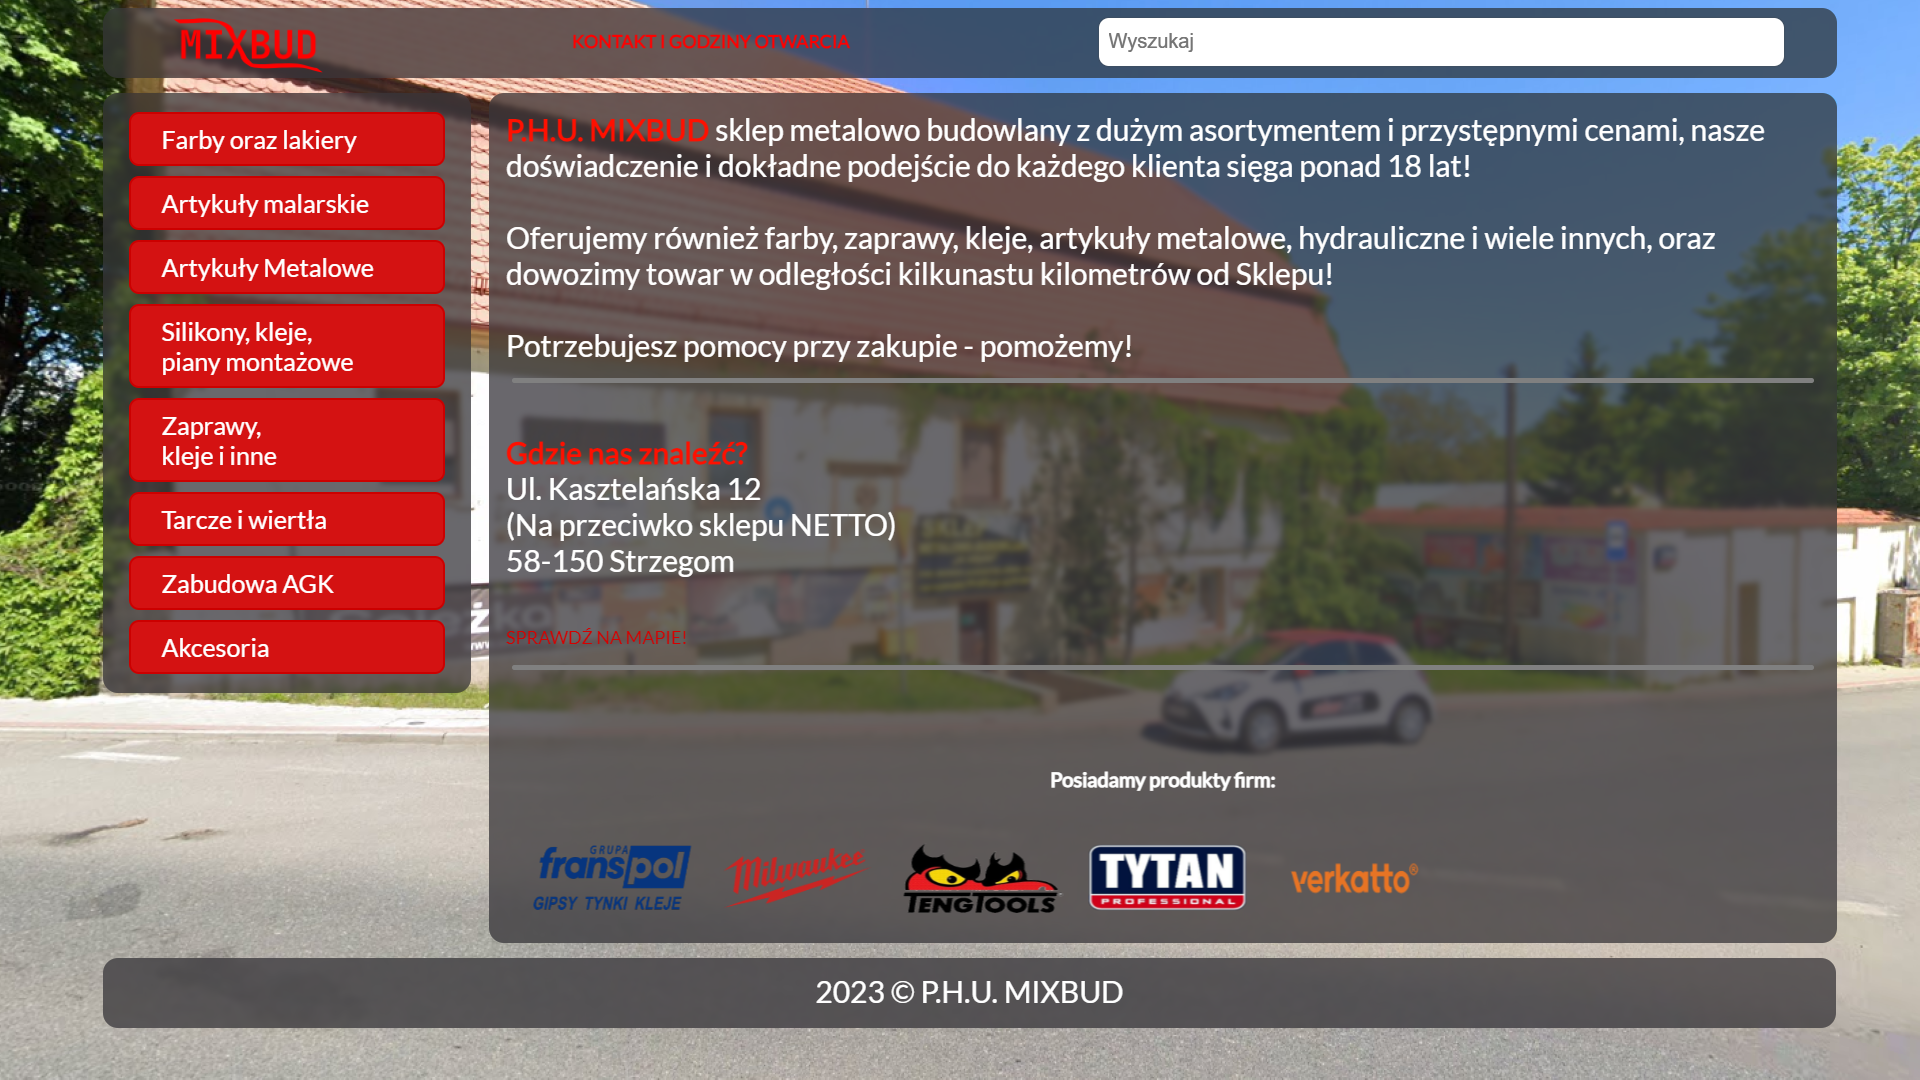 MIXBUD
KONTAKT I GODZINY OTWARCIA
Wyszukaj
Farby oraz lakiery
Artykuły malarskie
Artykuły Metalowe
Silikony, kleje,
piany montażowe
Zaprawy,
kleje i inne
Tarcze i wiertła
Zabudowa AGK
Akcesoria
P.H.U. MIXBUD sklep metalowo budowlany z dużym asortymentem i przystępnymi cenami, nasze
doświadczenie i dokładne podejście do każdego klienta sięga ponad 18 lat!
Oferujemy również farby, zaprawy, kleje, artykuły metalowe, hydrauliczne i wiele innych, oraz
dowozimy towar w odległości kilkunastu kilometrów od Sklepu!
Potrzebujesz pomocy przy zakupie - pomożemy!
Gdzie nas znaleźć?
Ul. Kasztelańska 12
(Na przeciwko sklepu NETTO)
58-150 Strzegom
SPRAWDŹ NA MAPIE!
Posiadamy produkty firm:
GRUPA
franspol
GIPSY TYNKI KLEJE
Milwaukee
TENGTOOLS
TYTAN
PROFESSIONAL
verkatto®
2023 © P.H.U. MIXBUD